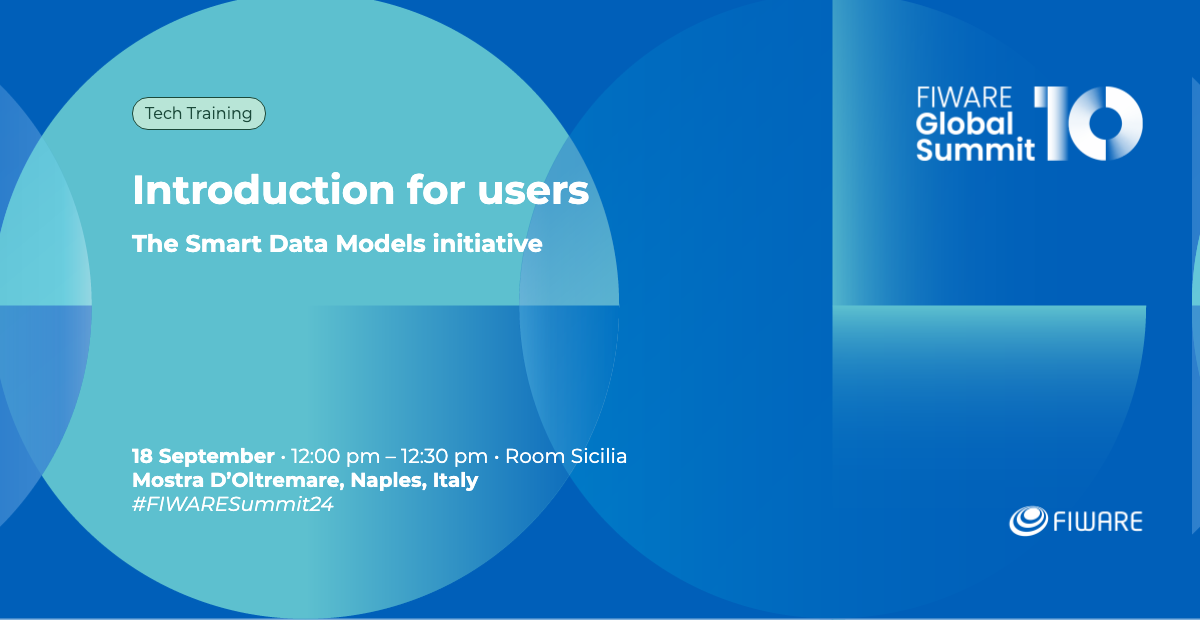 Tech Training
Introduction for users
The Smart Data Models initiative
18 September · 12:00 pm – 12:30 pm · Room Sicilia
Mostra D’Oltremare, Naples, Italy
#FIWARESummit24
FIWARE
Global
Summit 10
FIWARE